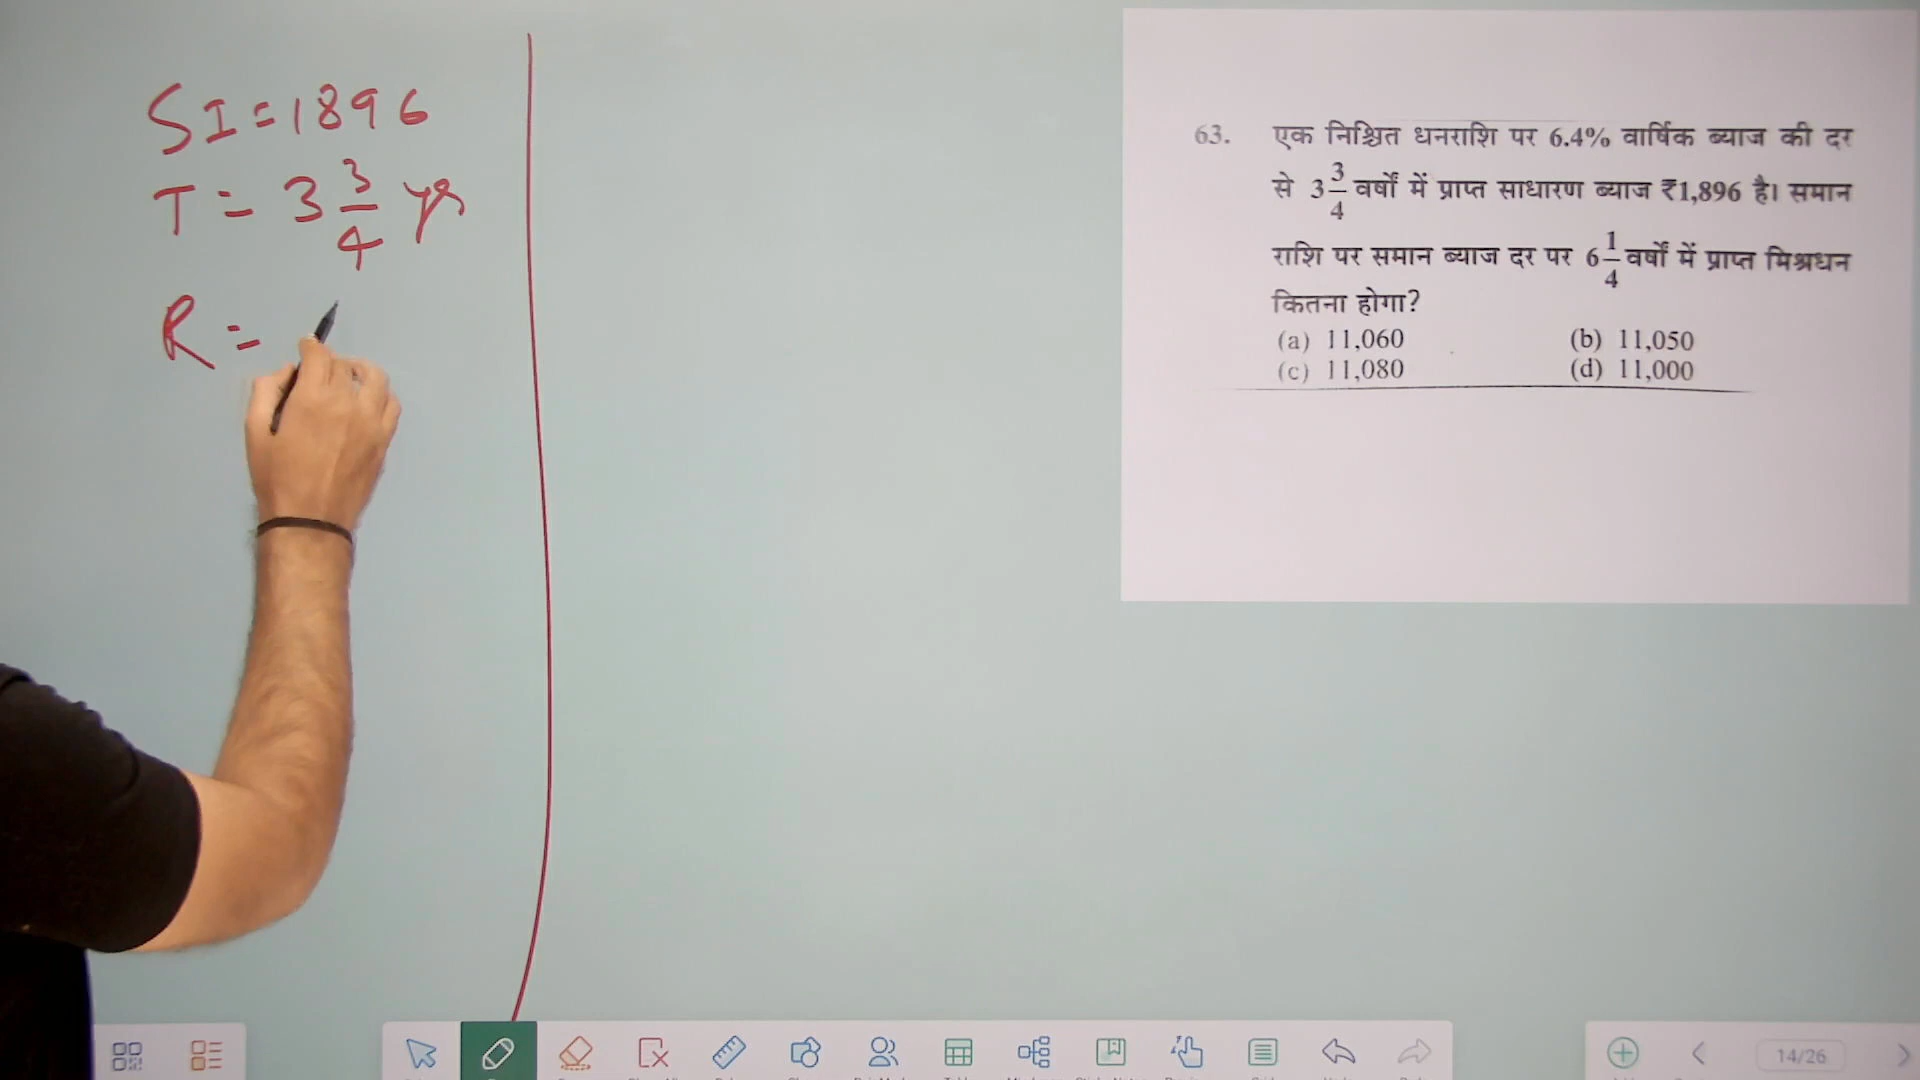 SI = 1896
T = 3 3/4 yrs
R =
63. एक निश्चित धनराशि पर 6.4% वार्षिक ब्याज की दर
से 3 3/4 वर्षों में प्राप्त साधारण ब्याज ₹1,896 है। समान
राशि पर समान ब्याज दर पर 6 1/4 वर्षों में प्राप्त मिश्रधन
कितना होगा?
(a) 11,060 (b) 11,050
(c) 11,080 (d) 11,000
14/26